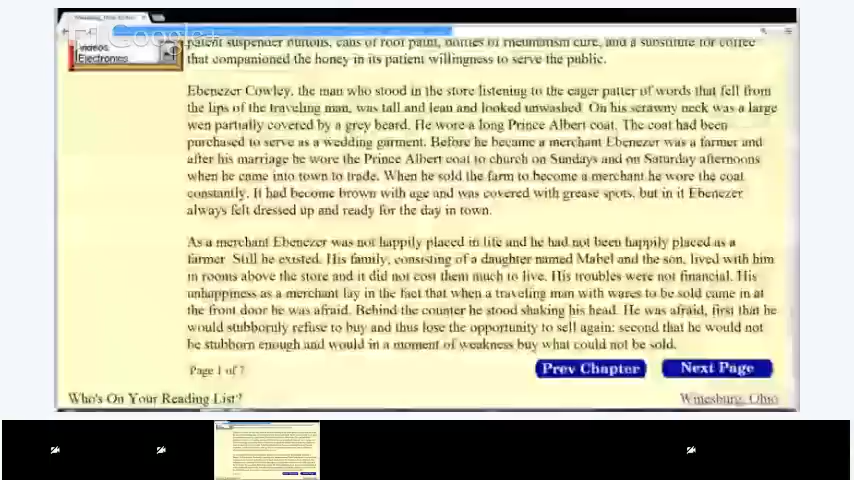 Winesburg, Ohio
Google+
Videos
Electronics
patent suspender buttons, cans of roof paint, bottles of rheumatism cure, and a substitute for coffee
that companioned the honey in its patient willingness to serve the public.
Ebenezer Cowley, the man who stood in the store listening to the eager patter of words that fell from
the lips of the traveling man, was tall and lean and looked unwashed. On his scrawny neck was a large
wen partially covered by a grey beard. He wore a long Prince Albert coat. The coat had been
purchased to serve as a wedding garment. Before he became a merchant Ebenezer was a farmer and
after his marriage he wore the Prince Albert coat to church on Sundays and on Saturday afternoons
when he came into town to trade. When he sold the farm to become a merchant he wore the coat
constantly. It had become brown with age and was covered with grease spots, but in it Ebenezer
always felt dressed up and ready for the day in town.
As a merchant Ebenezer was not happily placed in life and he had not been happily placed as a
farmer. Still he existed. His family, consisting of a daughter named Mabel and the son, lived with him
in rooms above the store and it did not cost them much to live. His troubles were not financial. His
unhappiness as a merchant lay in the fact that when a traveling man with wares to be sold came in at
the front door he was afraid. Behind the counter he stood shaking his head. He was afraid, first that he
would stubbornly refuse to buy and thus lose the opportunity to sell again; second that he would not
be stubborn enough and would in a moment of weakness buy what could not be sold.
Page 1 of 7
Prev Chapter
Next Page
Who's On Your Reading List?
Winesburg, Ohio